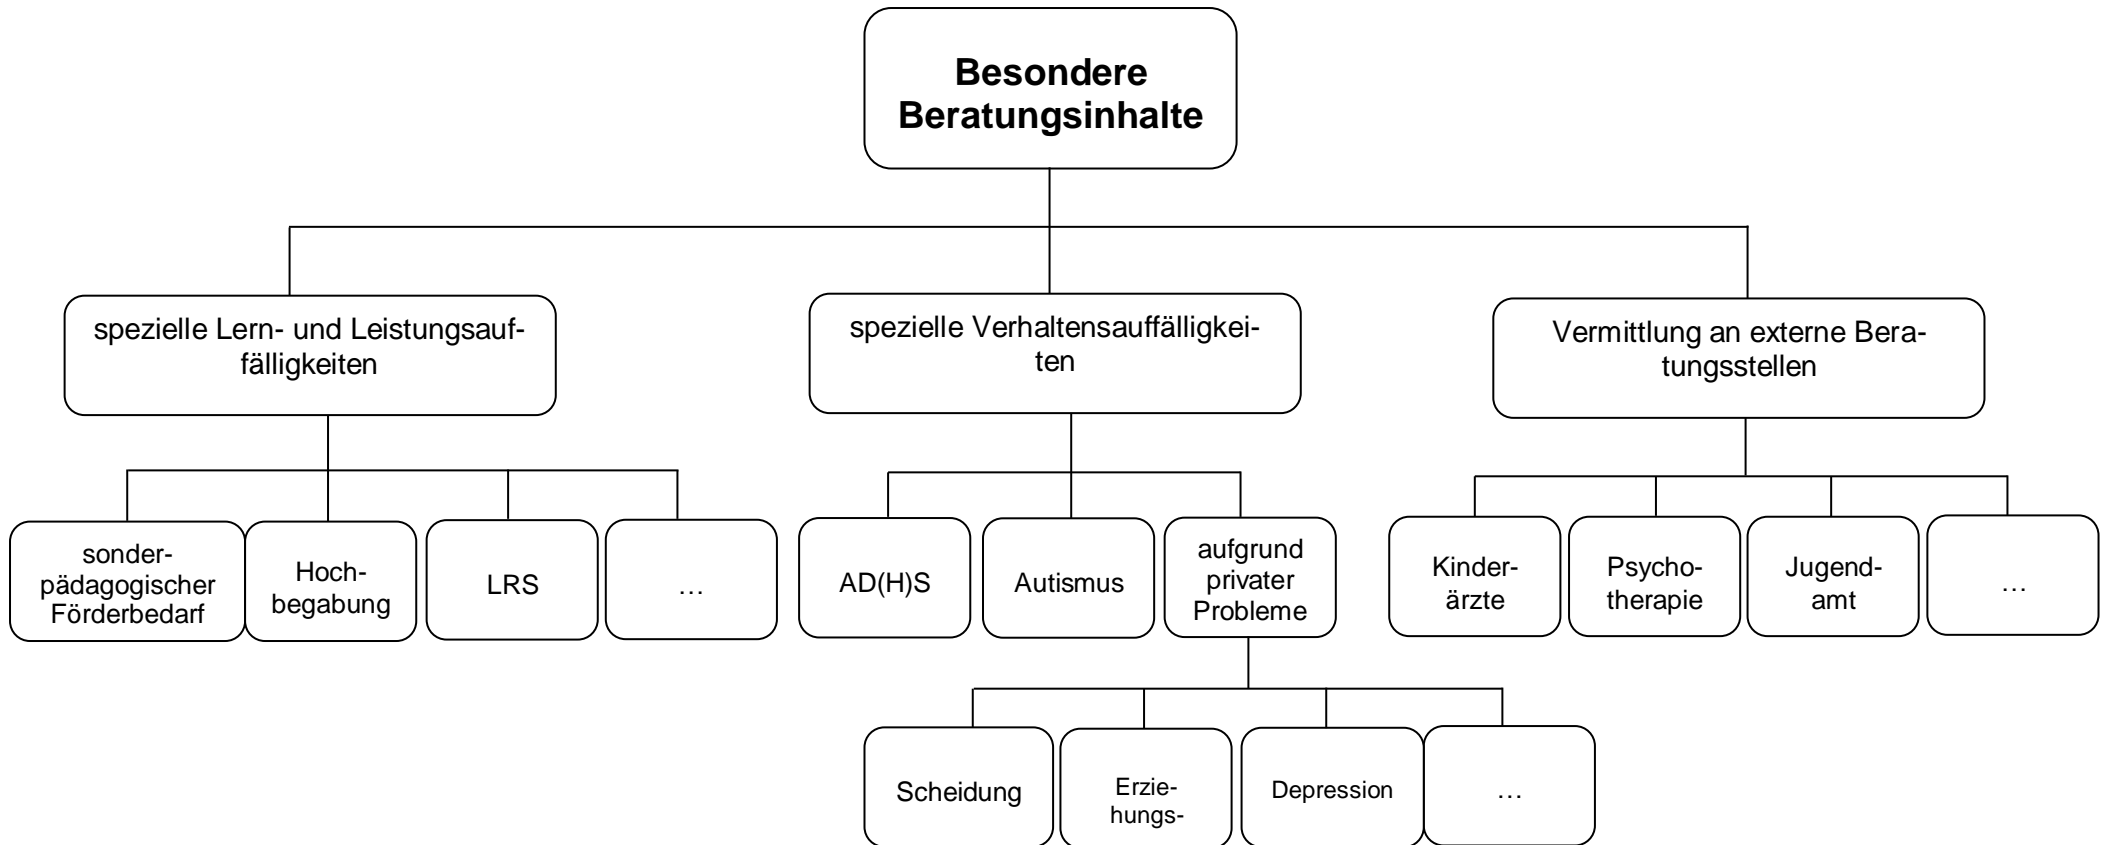 Besondere
Beratungsinhalte
spezielle Lern- und Leistungsauf-
fälligkeiten
spezielle Verhaltensauffälligkei-
ten
Vermittlung an externe Bera-
tungsstellen
sonder-
pädagogischer
Förderbedarf
Hoch-
begabung
LRS
…
AD(H)S
Autismus
aufgrund
privater
Probleme
Kinder-
ärzte
Psycho-
therapie
Jugend-
amt
…
Scheidung
Erzie-
hungs-
Depression
…